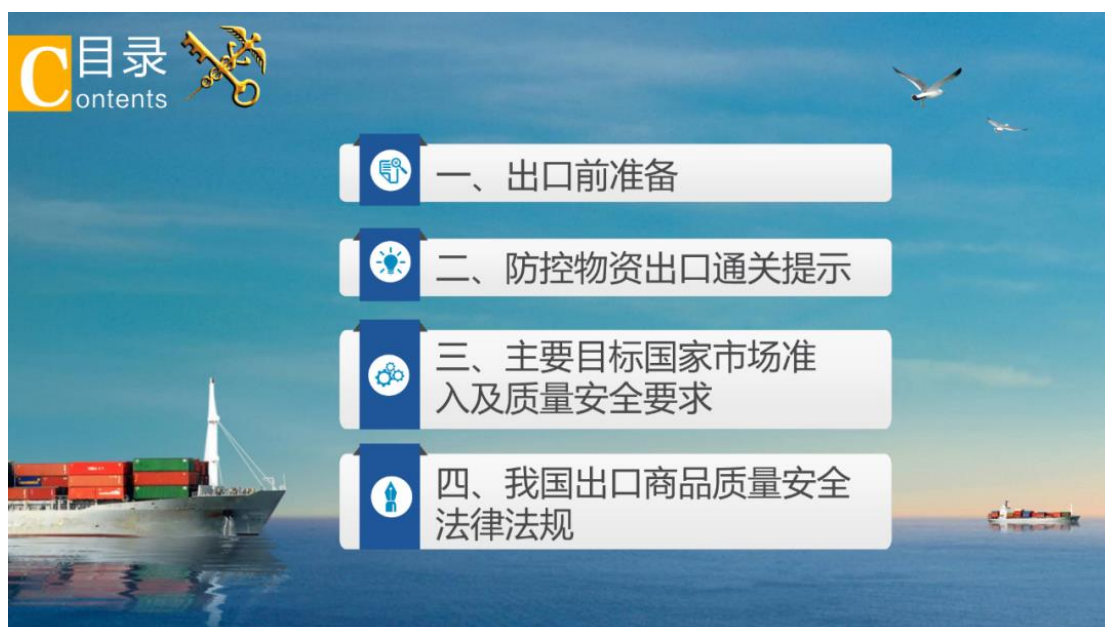 目录
Contents
一、出口前准备
二、防控物资出口通关提示
三、主要目标国家市场准
入及质量安全要求
四、我国出口商品质量安全
法律法规